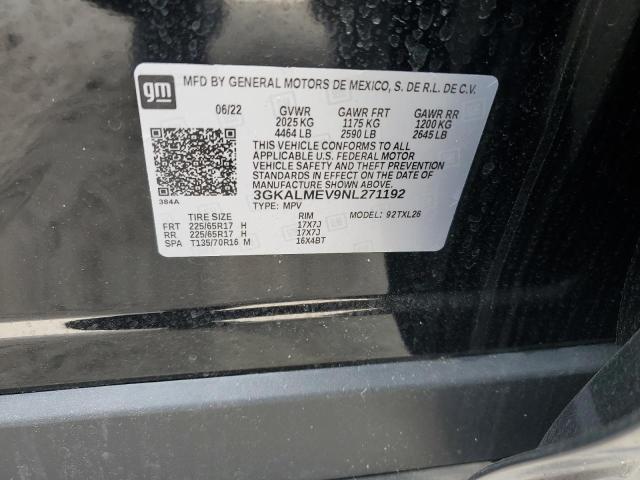 gm MFD BY GENERAL MOTORS DE MEXICO, S. DE R.L. DE C.V.
06/22 GVWR GAWR FRT GAWR RR
2025 KG 1175 KG 1200 KG
4464 LB 2590 LB 2645 LB
THIS VEHICLE CONFORMS TO ALL
APPLICABLE U.S. FEDERAL MOTOR
VEHICLE SAFETY AND THEFT PREVENTION
STANDARDS IN EFFECT ON THE DATE OF
MANUFACTURE SHOWN ABOVE.
384A 3GKALMEV9NL271192
TYPE: MPV MODEL: 92TXL26
TIRE SIZE RIM
FRT 225/65R17 H 17X7J
RR 225/65R17 H 17X7J
SPA T135/70R16 M 16X4BT